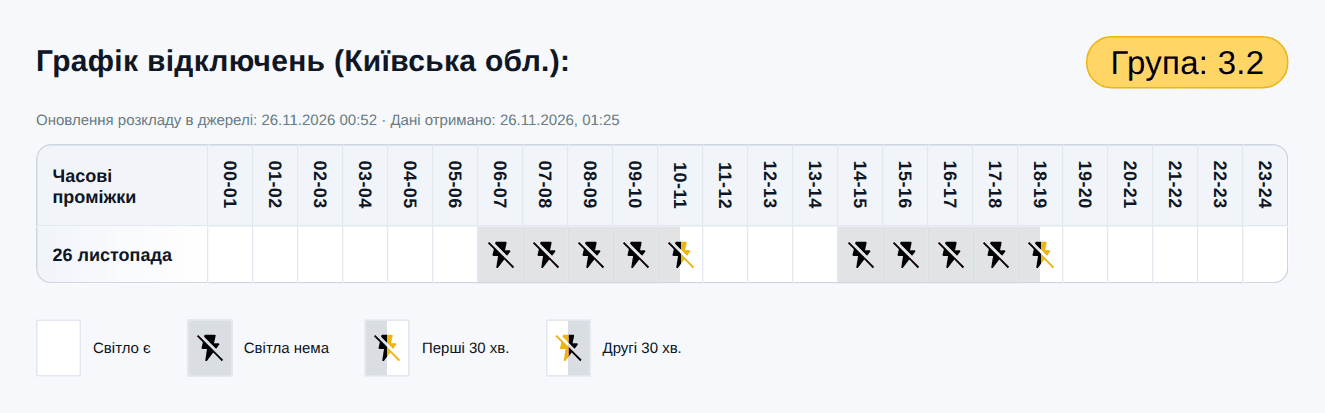 Графік відключень (Київська обл.):
Група: 3.2
Оновлення розкладу в джерелі: 26.11.2026 00:52 · Дані отримано: 26.11.2026, 01:25
Часові
проміжки
00-01
01-02
02-03
03-04
04-05
05-06
06-07
07-08
08-09
09-10
10-11
11-12
12-13
13-14
14-15
15-16
16-17
17-18
18-19
19-20
20-21
21-22
22-23
23-24
26 листопада
Світло є
Світла нема
Перші 30 хв.
Другі 30 хв.